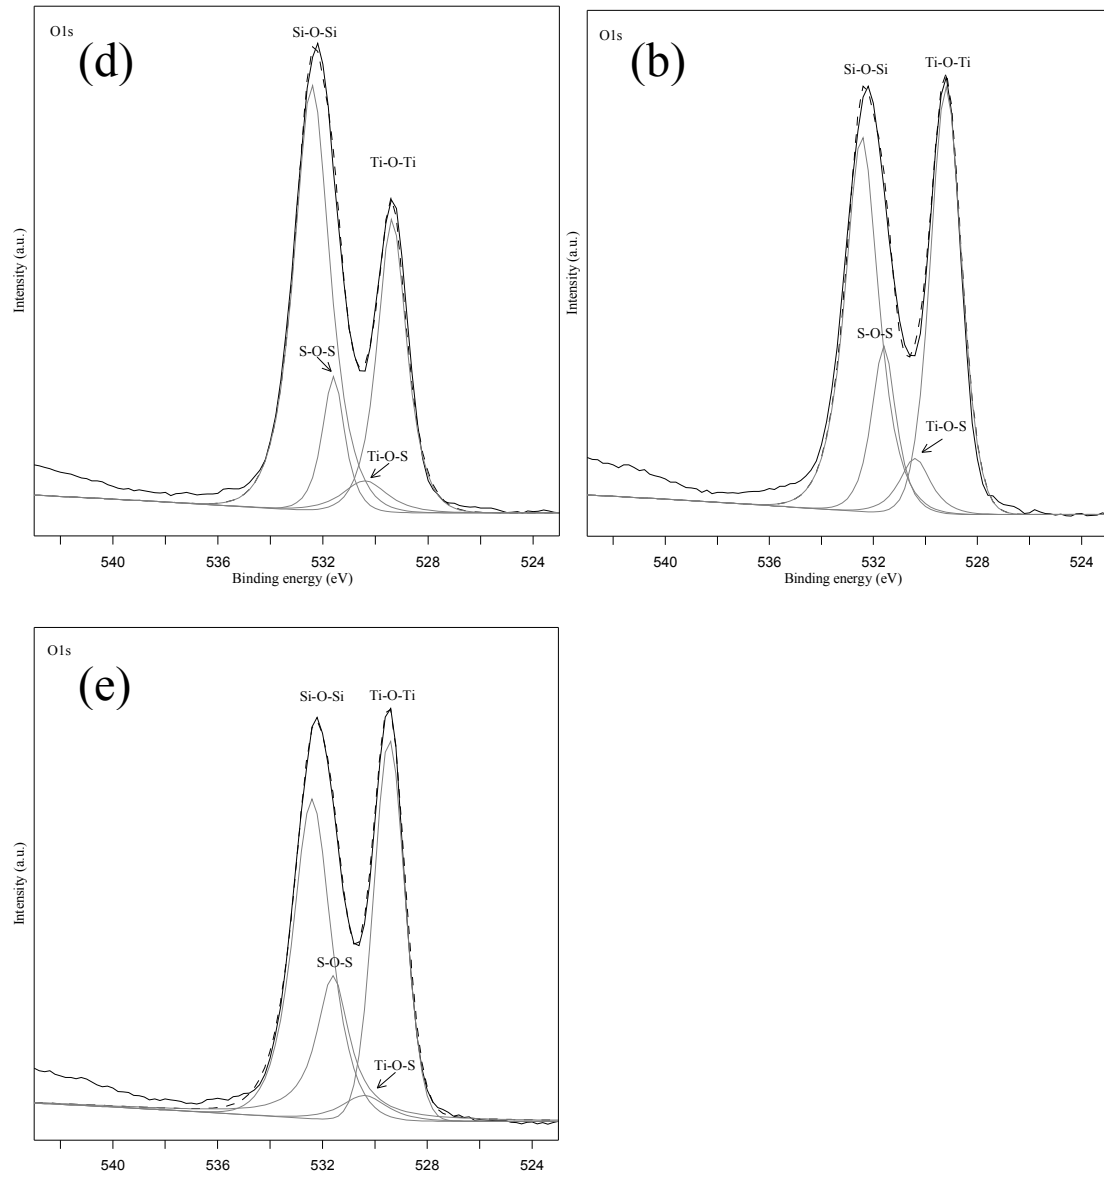 O1s
(d)
Si-O-Si
Ti-O-Ti
S-O-S
Ti-O-S
Intensity (a.u.)
540 536 532 528 524
Binding energy (eV)
O1s
(b)
Si-O-Si
Ti-O-Ti
S-O-S
Ti-O-S
Intensity (a.u.)
540 536 532 528 524
Binding energy (eV)
O1s
(e)
Si-O-Si
Ti-O-Ti
S-O-S
Ti-O-S
Intensity (a.u.)
540 536 532 528 524